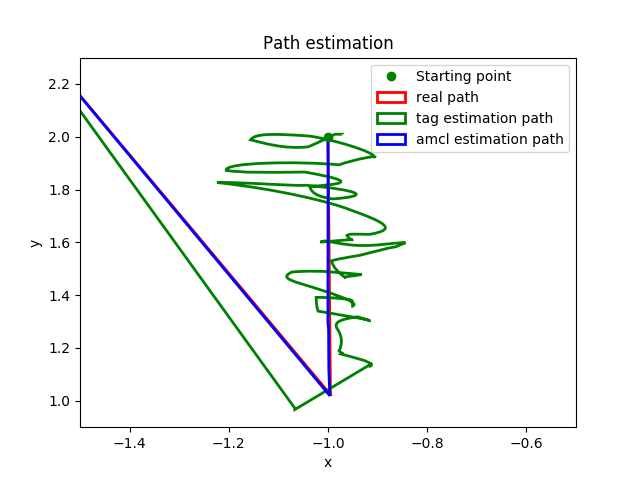 Path estimation
Starting point
real path
tag estimation path
amcl estimation path
2.2
2.0
1.8
1.6
1.4
1.2
1.0
y
−1.4
−1.2
−1.0
−0.8
−0.6
x